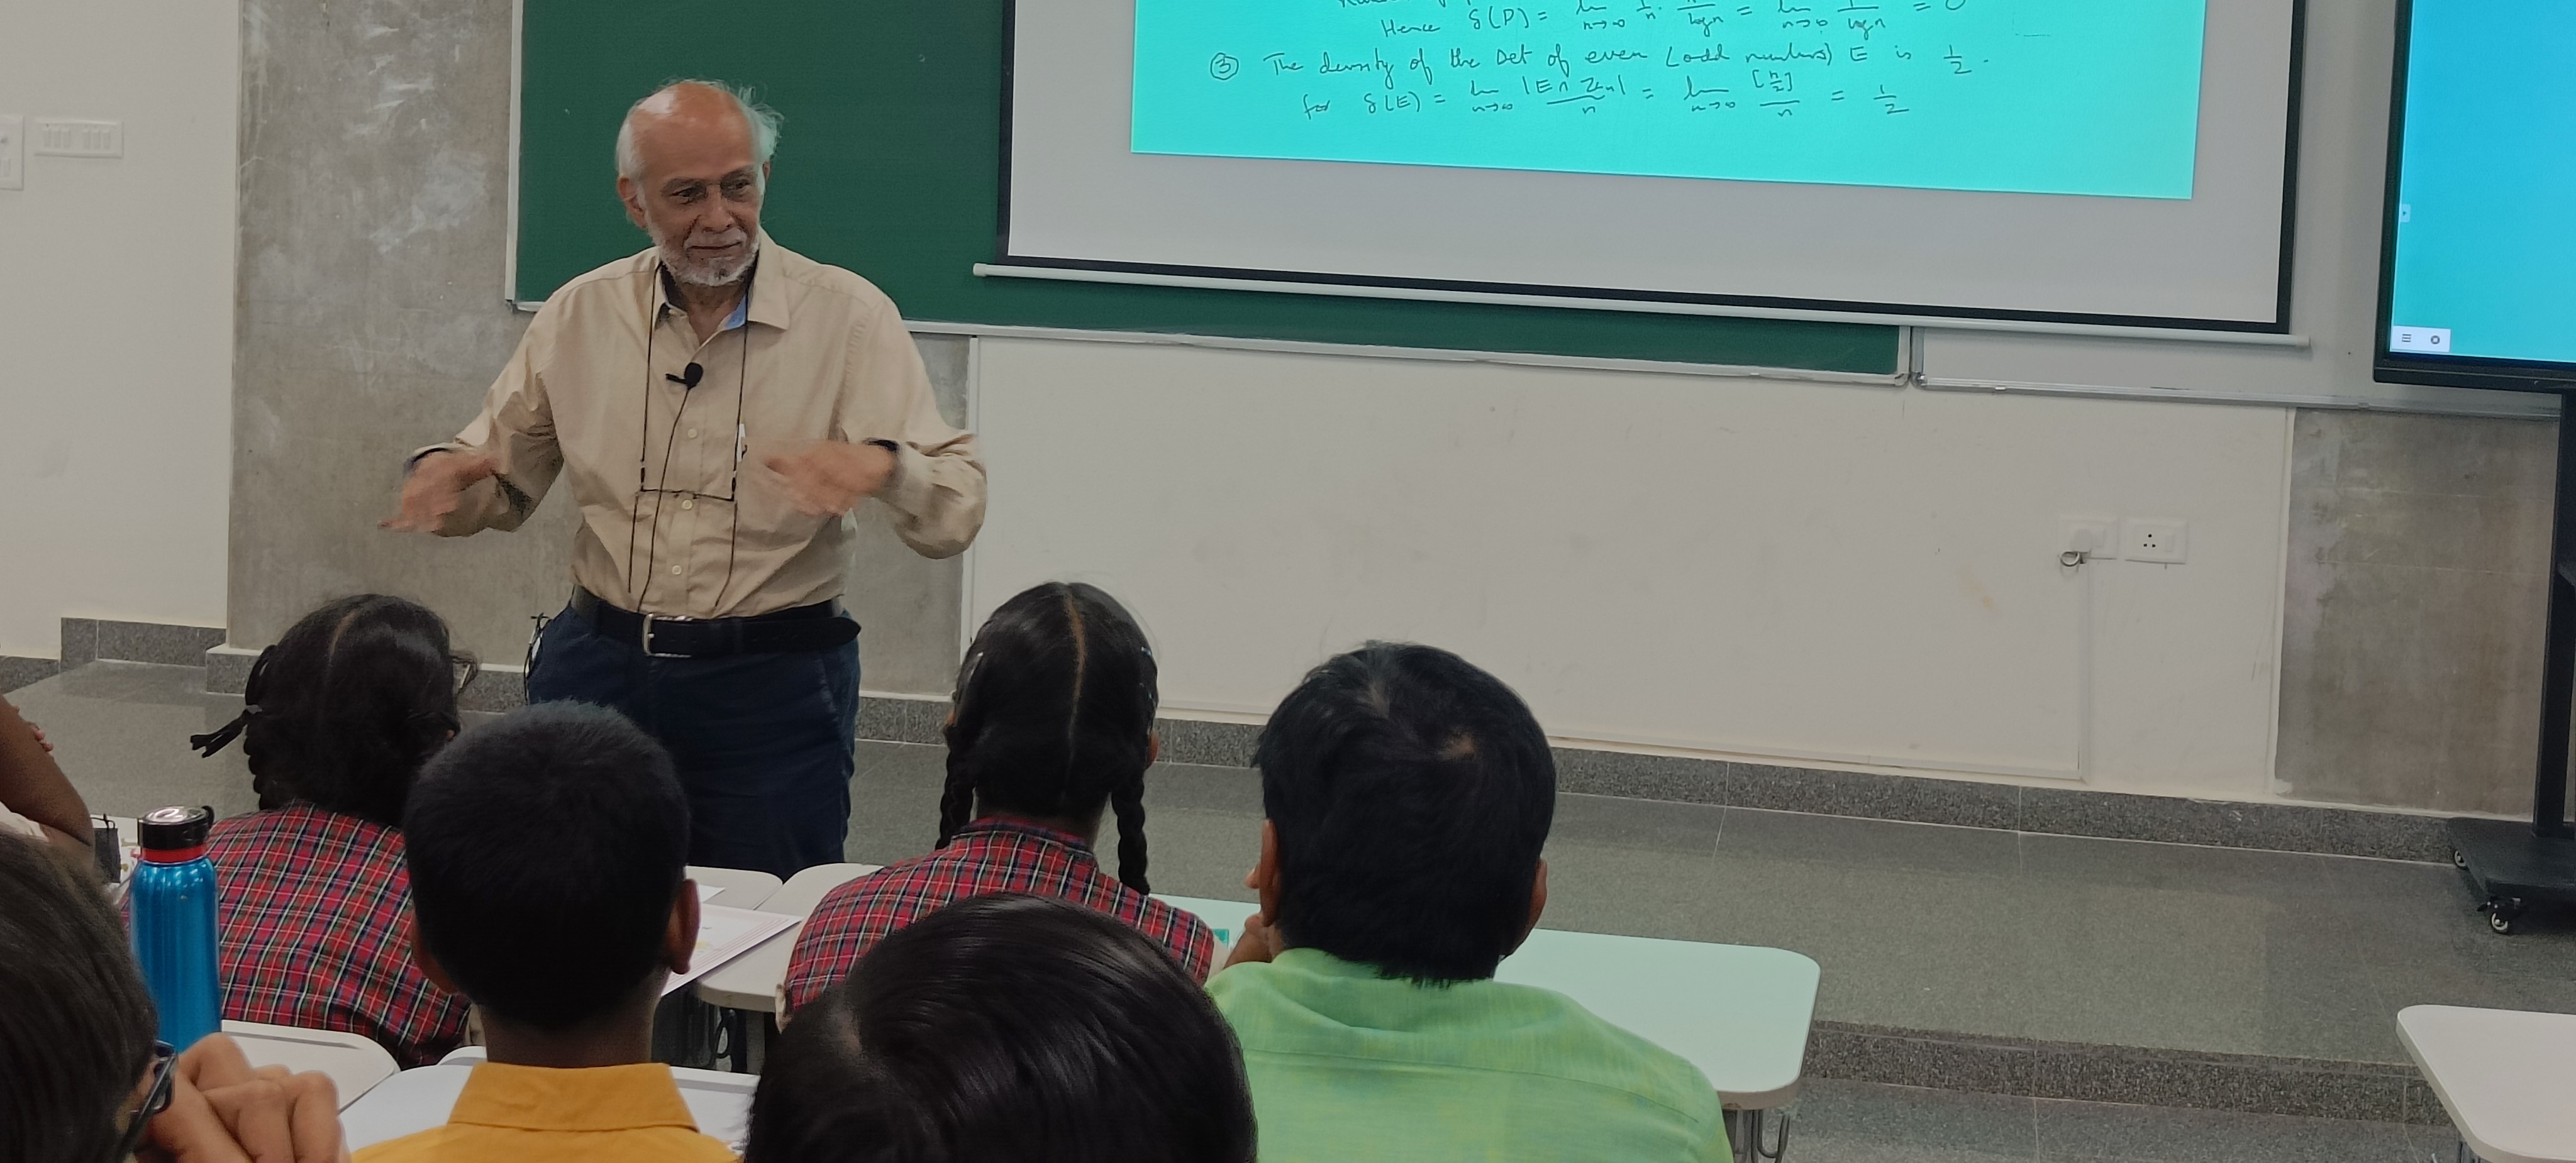 Hence δ(P) = lim n→∞ 1/n · n/log n = lim n→∞ 1/log n = 0
③ The density of the set of even (odd numbers) E is 1/2.
for δ(E) = lim n→∞ |E ∩ Zn|/n = lim n→∞ [n/2]/n = 1/2